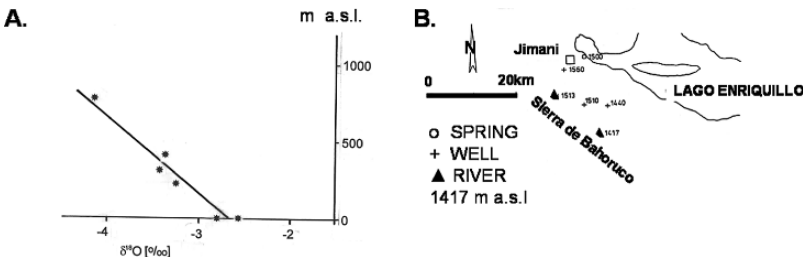 A.
m a.s.l.
1000
500
0
-4
-3
-2
δ¹⁸O [º/₀₀]
B.
N
Jimani
1500
1560
0
20km
LAGO ENRIQUILLO
1513
1510
1440
Sierra de Bahoruco
1417
SPRING
WELL
RIVER
1417 m a.s.l